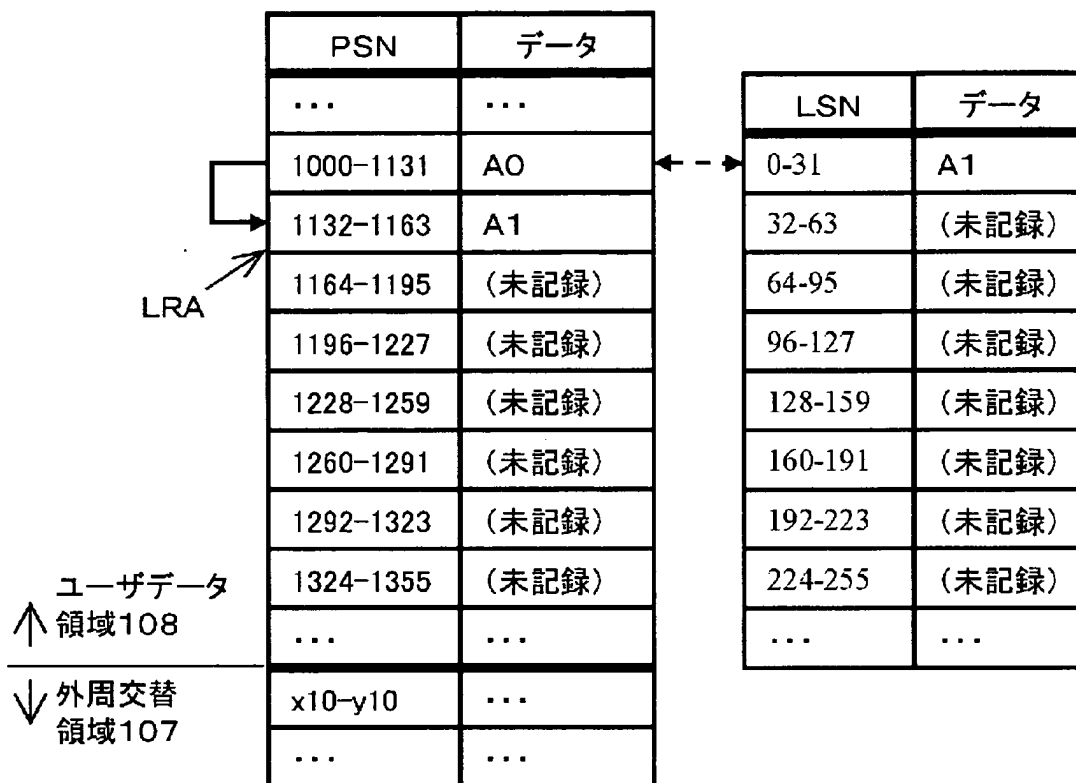 PSN データ
... ...
1000-1131 A0
1132-1163 A1
1164-1195 (未記録)
1196-1227 (未記録)
1228-1259 (未記録)
1260-1291 (未記録)
1292-1323 (未記録)
1324-1355 (未記録)
... ...
x10-y10 ...
... ...
LRA
ユーザデータ
領域108
外周交替
領域107
LSN データ
0-31 A1
32-63 (未記録)
64-95 (未記録)
96-127 (未記録)
128-159 (未記録)
160-191 (未記録)
192-223 (未記録)
224-255 (未記録)
... ...